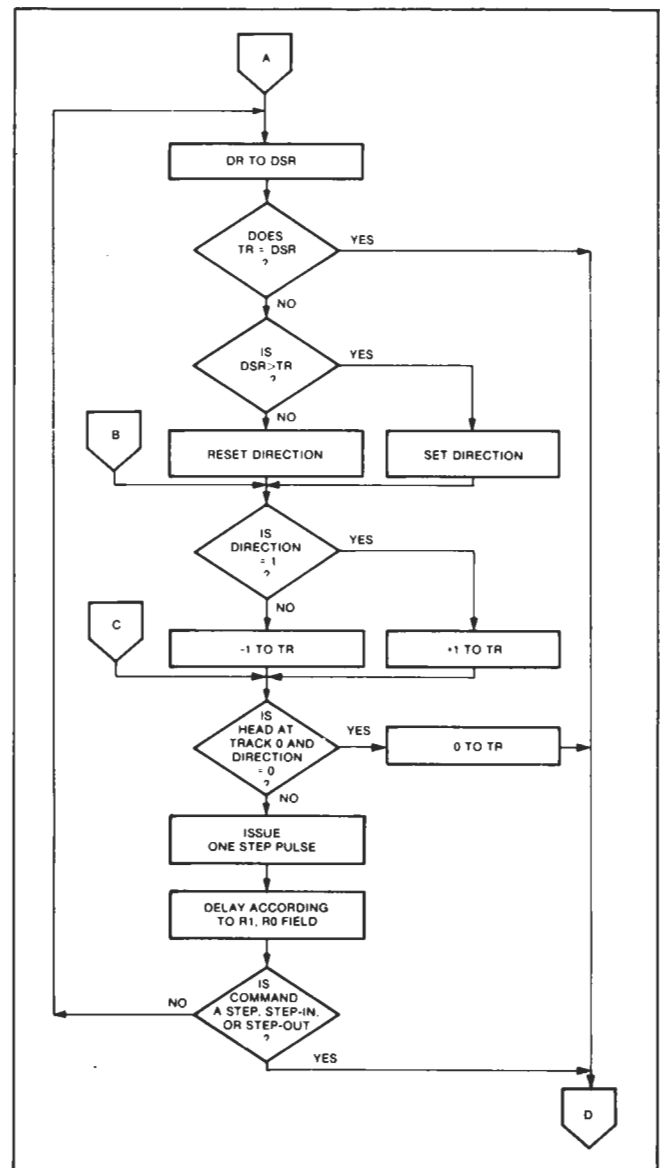 A
DR TO DSR
DOES
TR = DSR
?
YES
NO
IS
DSR>TR
?
YES
NO
B
RESET DIRECTION
SET DIRECTION
IS
DIRECTION
= 1
?
YES
NO
C
-1 TO TR
+1 TO TR
IS
HEAD AT
TRACK 0 AND
DIRECTION
= 0
?
YES
0 TO TR
NO
ISSUE
ONE STEP PULSE
DELAY ACCORDING
TO R1, R0 FIELD
IS
COMMAND
A STEP, STEP-IN,
OR STEP-OUT
?
NO
YES
D